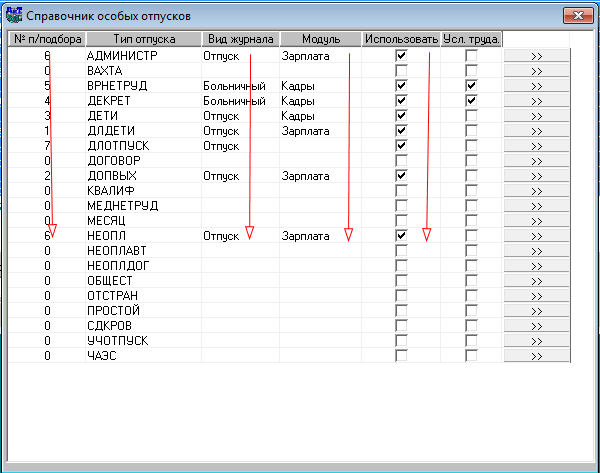 Справочник особых отпусков
№ п/подбора Тип отпуска Вид журнала Модуль Использовать Усл. труда.
6 АДМИНИСТР Отпуск Зарплата >>
0 ВАХТА >>
5 ВРНЕТРУД Больничный Кадры >>
4 ДЕКРЕТ Больничный Кадры >>
3 ДЕТИ Отпуск Кадры >>
1 ДЛДЕТИ Отпуск Зарплата >>
7 ДЛОТПУСК Отпуск >>
0 ДОГОВОР >>
2 ДОПВЫХ Отпуск Зарплата >>
0 КВАЛИФ >>
0 МЕДНЕТРУД >>
0 МЕСЯЦ >>
6 НЕОПЛ Отпуск Зарплата >>
0 НЕОПЛАВТ >>
0 НЕОПЛДОГ >>
0 ОБЩЕСТ >>
0 ОТСТРАН >>
0 ПРОСТОЙ >>
0 СДКРОВ >>
0 УЧОТПУСК >>
0 ЧАЭС >>